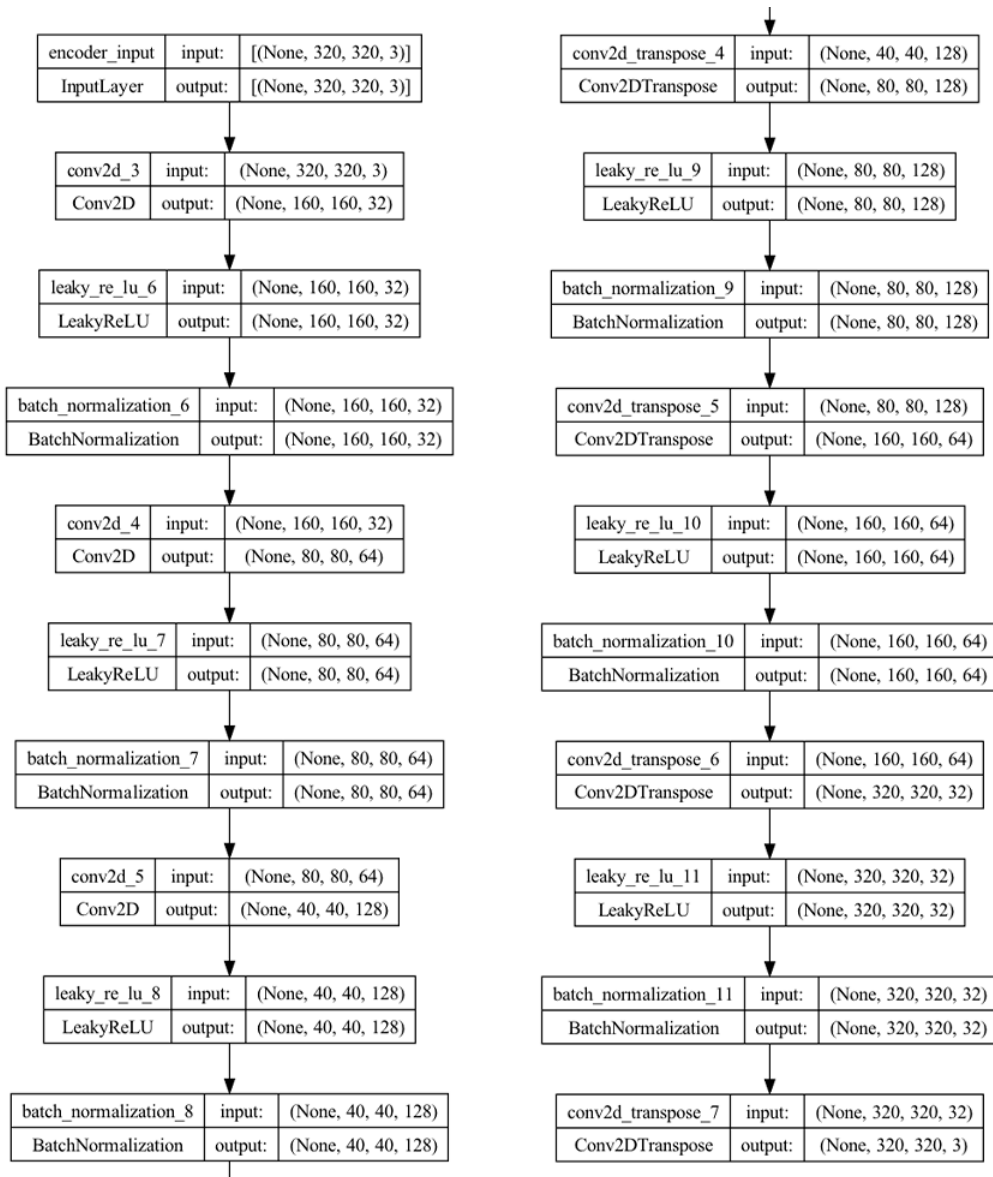 encoder_input input: [(None, 320, 320, 3)]
InputLayer output: [(None, 320, 320, 3)]
conv2d_3 input: (None, 320, 320, 3)
Conv2D output: (None, 160, 160, 32)
leaky_re_lu_6 input: (None, 160, 160, 32)
LeakyReLU output: (None, 160, 160, 32)
batch_normalization_6 input: (None, 160, 160, 32)
BatchNormalization output: (None, 160, 160, 32)
conv2d_4 input: (None, 160, 160, 32)
Conv2D output: (None, 80, 80, 64)
leaky_re_lu_7 input: (None, 80, 80, 64)
LeakyReLU output: (None, 80, 80, 64)
batch_normalization_7 input: (None, 80, 80, 64)
BatchNormalization output: (None, 80, 80, 64)
conv2d_5 input: (None, 80, 80, 64)
Conv2D output: (None, 40, 40, 128)
leaky_re_lu_8 input: (None, 40, 40, 128)
LeakyReLU output: (None, 40, 40, 128)
batch_normalization_8 input: (None, 40, 40, 128)
BatchNormalization output: (None, 40, 40, 128)
conv2d_transpose_4 input: (None, 40, 40, 128)
Conv2DTranspose output: (None, 80, 80, 128)
leaky_re_lu_9 input: (None, 80, 80, 128)
LeakyReLU output: (None, 80, 80, 128)
batch_normalization_9 input: (None, 80, 80, 128)
BatchNormalization output: (None, 80, 80, 128)
conv2d_transpose_5 input: (None, 80, 80, 128)
Conv2DTranspose output: (None, 160, 160, 64)
leaky_re_lu_10 input: (None, 160, 160, 64)
LeakyReLU output: (None, 160, 160, 64)
batch_normalization_10 input: (None, 160, 160, 64)
BatchNormalization output: (None, 160, 160, 64)
conv2d_transpose_6 input: (None, 160, 160, 64)
Conv2DTranspose output: (None, 320, 320, 32)
leaky_re_lu_11 input: (None, 320, 320, 32)
LeakyReLU output: (None, 320, 320, 32)
batch_normalization_11 input: (None, 320, 320, 32)
BatchNormalization output: (None, 320, 320, 32)
conv2d_transpose_7 input: (None, 320, 320, 32)
Conv2DTranspose output: (None, 320, 320, 3)